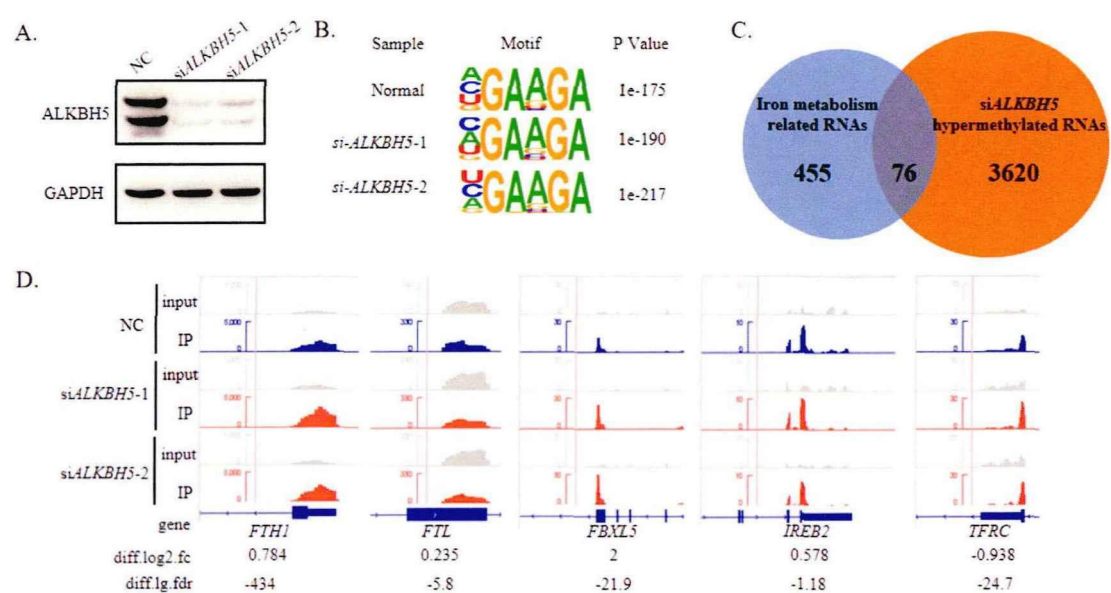 A.
NC
siALKBH5-1
siALKBH5-2
ALKBH5
GAPDH
B.
Sample Motif P Value
Normal ACUGGAAGA 1e-175
si-ALKBH5-1 CAUGGAAGA 1e-190
si-ALKBH5-2 UCAGGAAGA 1e-217
C.
Iron metabolism
related RNAs
455
76
siALKBH5
hypermethylated RNAs
3620
D.
NC
input
IP
siALKBH5-1
input
IP
siALKBH5-2
input
IP
gene FTH1 FTL FBXL5 IREB2 TFRC
diff.log2.fc 0.784 0.235 2 0.578 -0.938
diff.lg.fdr -434 -5.8 -21.9 -1.18 -24.7